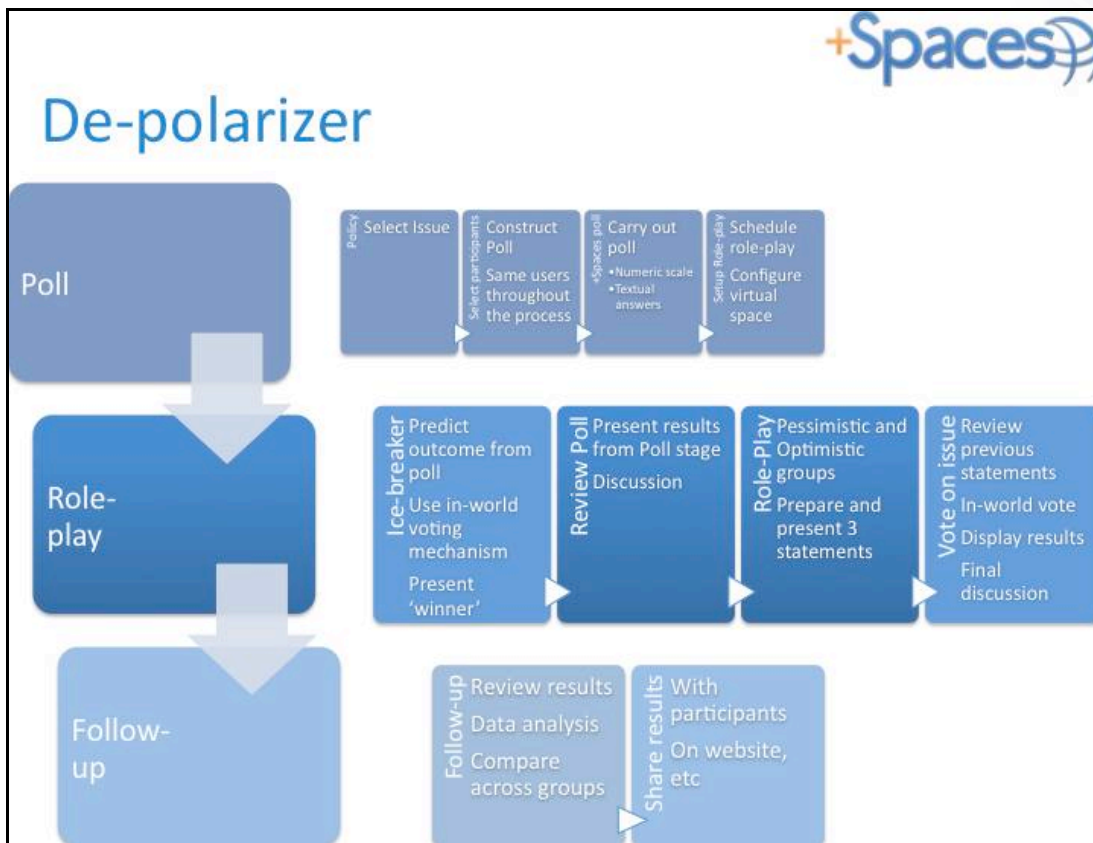 +Spaces
De-polarizer
Poll
Policy
Select Issue
Select participants
Construct
Poll
Same users
throughout
the process
+Spaces poll
Carry out
poll
•Numeric scale
•Textual
answers
Setup Role-play
Schedule
role-play
Configure
virtual
space
Role-
play
Ice-breaker
Predict
outcome from
poll
Use in-world
voting
mechanism
Present
‘winner’
Review Poll
Present results
from Poll stage
Discussion
Role-Play
Pessimistic and
Optimistic
groups
Prepare and
present 3
statements
Vote on issue
Review
previous
statements
In-world vote
Display results
Final
discussion
Follow-
up
Follow-up
Review results
Data analysis
Compare
across groups
Share results
With
participants
On website,
etc